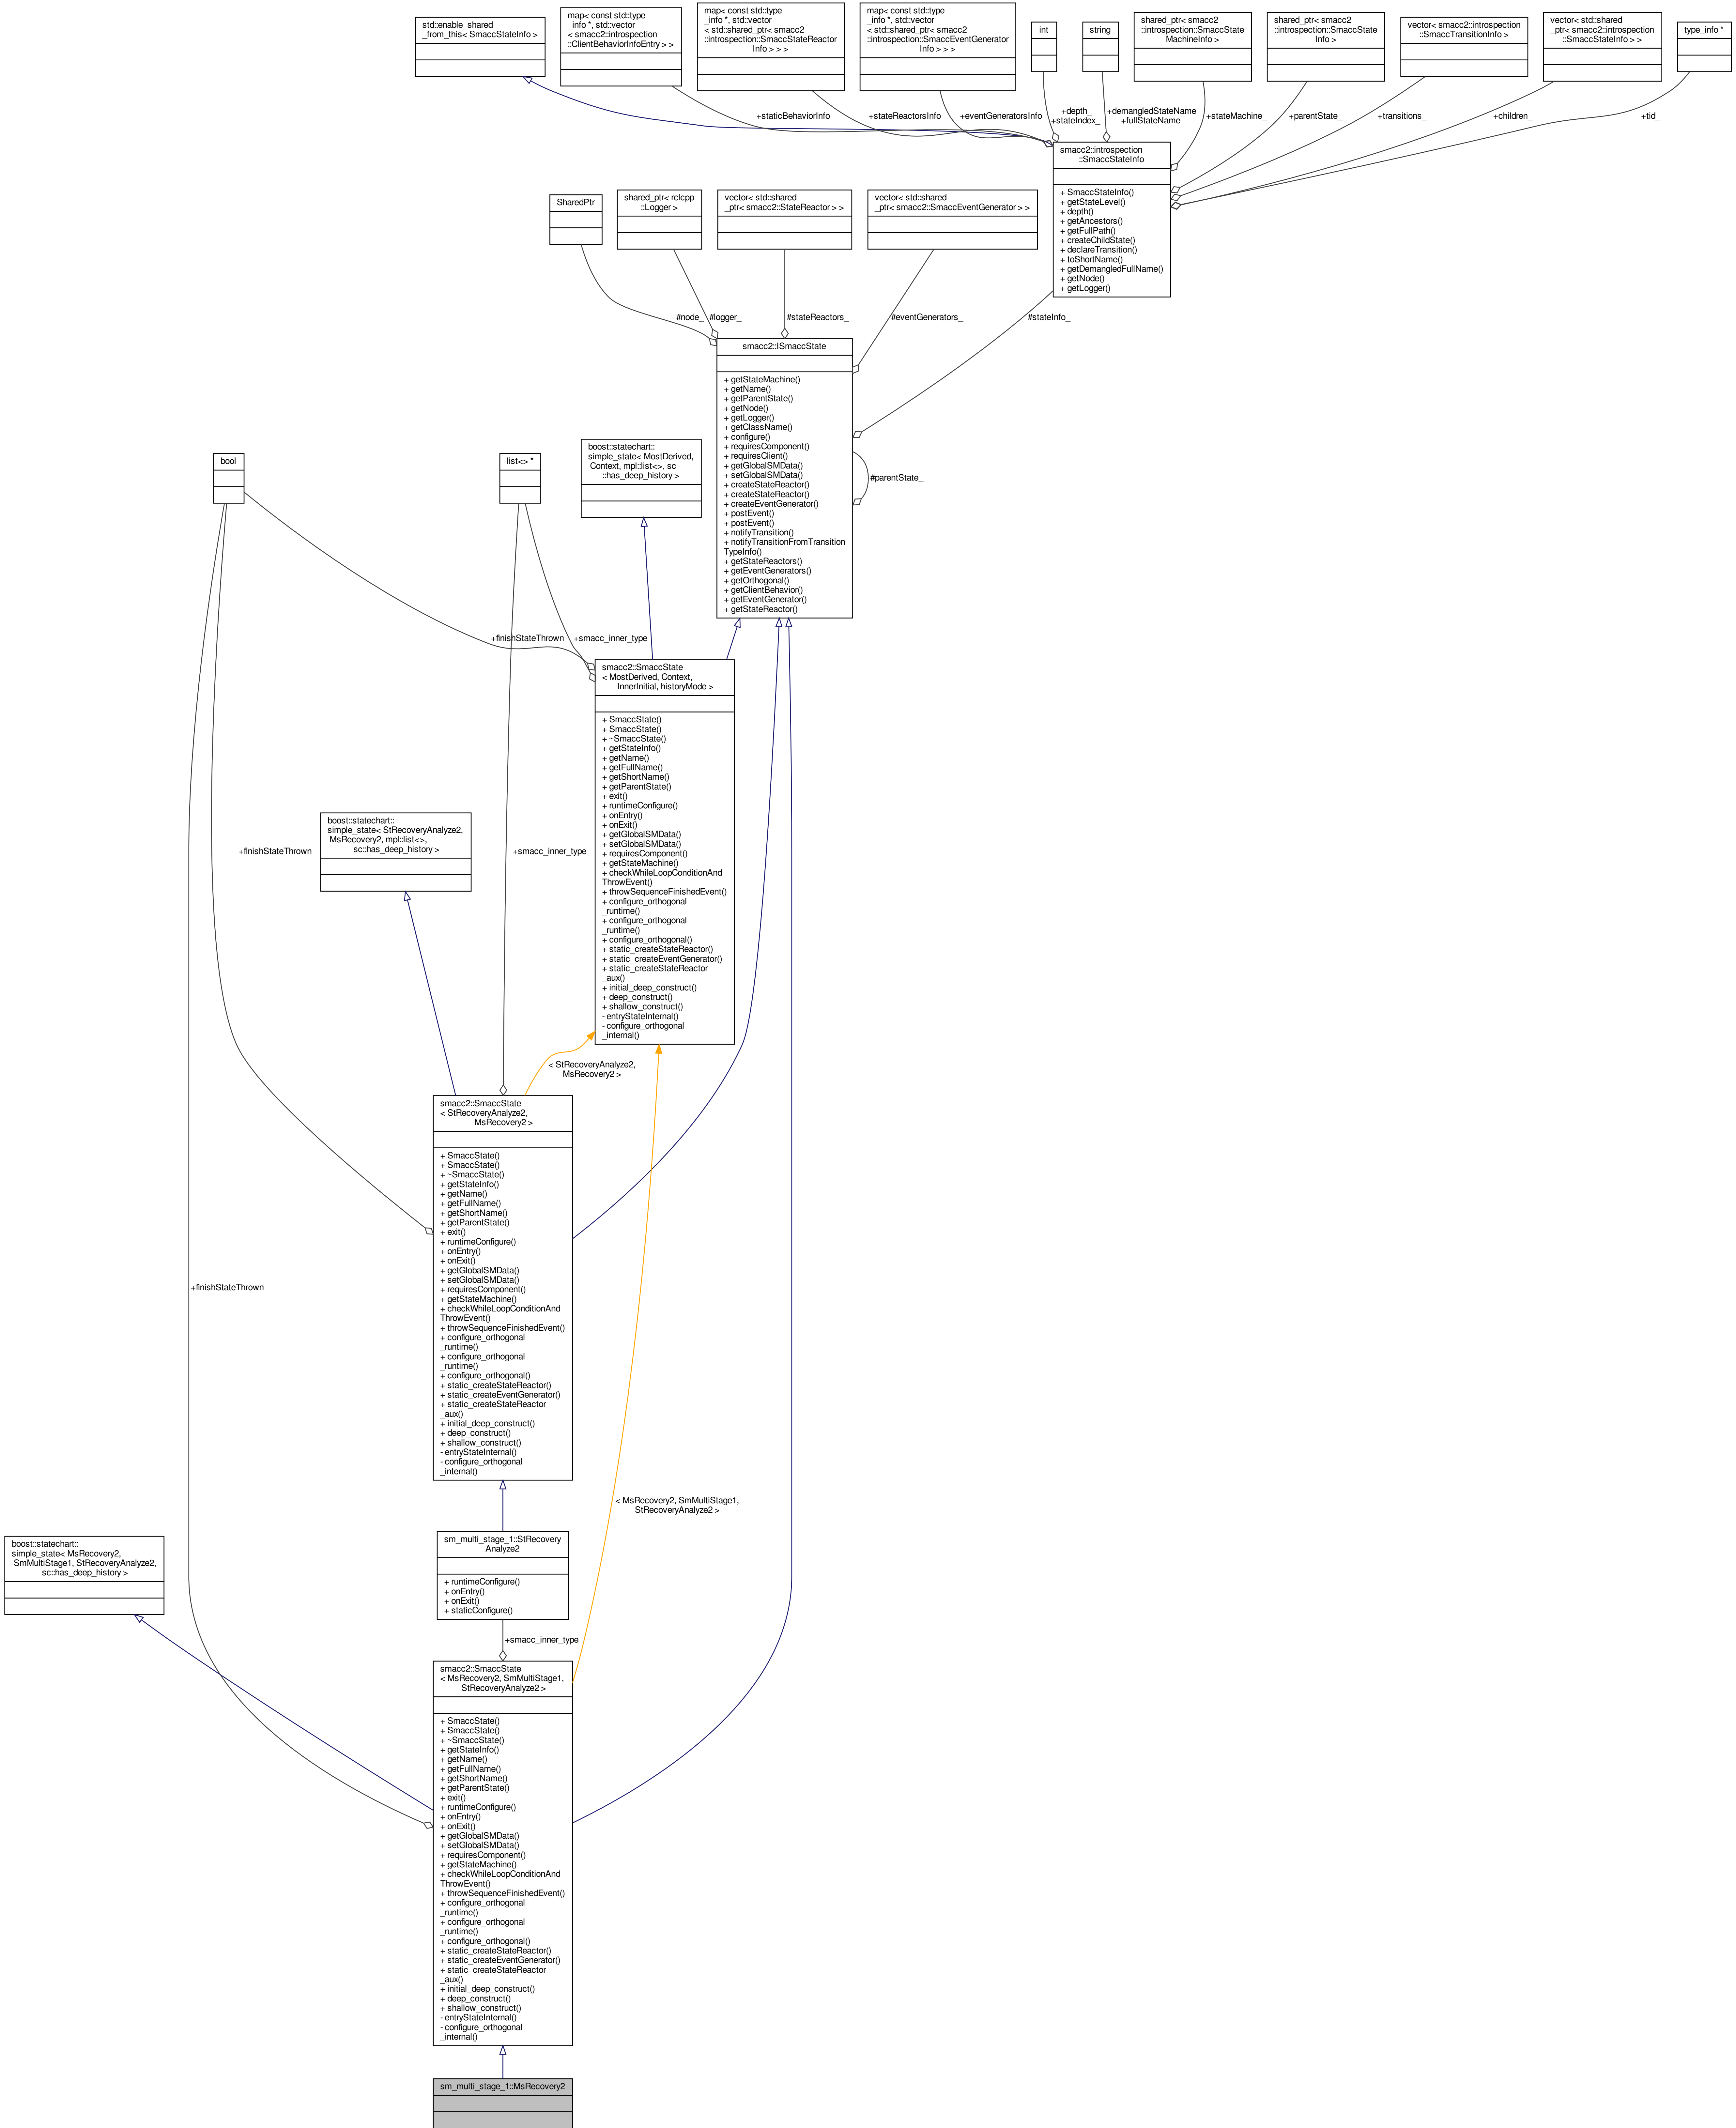 std::enable_shared
_from_this< SmaccStateInfo >
map< const std::type
_info *, std::vector
< smacc2::introspection
::ClientBehaviorInfoEntry > >
map< const std::type
_info *, std::vector
< std::shared_ptr< smacc2
::introspection::SmaccStateReactor
Info > > >
map< const std::type
_info *, std::vector
< std::shared_ptr< smacc2
::introspection::SmaccEventGenerator
Info > > >
int
string
shared_ptr< smacc2
::introspection::SmaccState
MachineInfo >
shared_ptr< smacc2
::introspection::SmaccState
Info >
vector< smacc2::introspection
::SmaccTransitionInfo >
vector< std::shared
_ptr< smacc2::introspection
::SmaccStateInfo > >
type_info *
+staticBehaviorInfo
+stateReactorsInfo
+eventGeneratorsInfo
+depth_
+stateIndex_
+demangledStateName
+fullStateName
+stateMachine_
+parentState_
+transitions_
+children_
+tid_
smacc2::introspection
::SmaccStateInfo
+ SmaccStateInfo()
+ getStateLevel()
+ depth()
+ getAncestors()
+ getFullPath()
+ createChildState()
+ declareTransition()
+ toShortName()
+ getDemangledFullName()
+ getNode()
+ getLogger()
SharedPtr
shared_ptr< rclcpp
::Logger >
vector< std::shared
_ptr< smacc2::StateReactor > >
vector< std::shared
_ptr< smacc2::SmaccEventGenerator > >
#node_
#logger_
#stateReactors_
#eventGenerators_
#stateInfo_
smacc2::ISmaccState
+ getStateMachine()
+ getName()
+ getParentState()
+ getNode()
+ getLogger()
+ getClassName()
+ configure()
+ requiresComponent()
+ requiresClient()
+ getGlobalSMData()
+ setGlobalSMData()
+ createStateReactor()
+ createStateReactor()
+ createEventGenerator()
+ postEvent()
+ postEvent()
+ notifyTransition()
+ notifyTransitionFromTransition
TypeInfo()
+ getStateReactors()
+ getEventGenerators()
+ getOrthogonal()
+ getClientBehavior()
+ getEventGenerator()
+ getStateReactor()
#parentState_
bool
list<> *
boost::statechart::
simple_state< MostDerived,
Context, mpl::list<>, sc
::has_deep_history >
+finishStateThrown
+smacc_inner_type
smacc2::SmaccState
< MostDerived, Context,
InnerInitial, historyMode >
+ SmaccState()
+ SmaccState()
+ ~SmaccState()
+ getStateInfo()
+ getName()
+ getFullName()
+ getShortName()
+ getParentState()
+ exit()
+ runtimeConfigure()
+ onEntry()
+ onExit()
+ getGlobalSMData()
+ setGlobalSMData()
+ requiresComponent()
+ getStateMachine()
+ checkWhileLoopConditionAnd
ThrowEvent()
+ throwSequenceFinishedEvent()
+ configure_orthogonal
_runtime()
+ configure_orthogonal
_runtime()
+ configure_orthogonal()
+ static_createStateReactor()
+ static_createEventGenerator()
+ static_createStateReactor
_aux()
+ initial_deep_construct()
+ deep_construct()
+ shallow_construct()
- entryStateInternal()
- configure_orthogonal
_internal()
boost::statechart::
simple_state< StRecoveryAnalyze2,
MsRecovery2, mpl::list<>,
sc::has_deep_history >
+finishStateThrown
+smacc_inner_type
< StRecoveryAnalyze2,
MsRecovery2 >
smacc2::SmaccState
< StRecoveryAnalyze2,
MsRecovery2 >
+ SmaccState()
+ SmaccState()
+ ~SmaccState()
+ getStateInfo()
+ getName()
+ getFullName()
+ getShortName()
+ getParentState()
+ exit()
+ runtimeConfigure()
+ onEntry()
+ onExit()
+ getGlobalSMData()
+ setGlobalSMData()
+ requiresComponent()
+ getStateMachine()
+ checkWhileLoopConditionAnd
ThrowEvent()
+ throwSequenceFinishedEvent()
+ configure_orthogonal
_runtime()
+ configure_orthogonal
_runtime()
+ configure_orthogonal()
+ static_createStateReactor()
+ static_createEventGenerator()
+ static_createStateReactor
_aux()
+ initial_deep_construct()
+ deep_construct()
+ shallow_construct()
- entryStateInternal()
- configure_orthogonal
_internal()
+finishStateThrown
< MsRecovery2, SmMultiStage1,
StRecoveryAnalyze2 >
sm_multi_stage_1::StRecovery
Analyze2
+ runtimeConfigure()
+ onEntry()
+ onExit()
+ staticConfigure()
boost::statechart::
simple_state< MsRecovery2,
SmMultiStage1, StRecoveryAnalyze2,
sc::has_deep_history >
+smacc_inner_type
smacc2::SmaccState
< MsRecovery2, SmMultiStage1,
StRecoveryAnalyze2 >
+ SmaccState()
+ SmaccState()
+ ~SmaccState()
+ getStateInfo()
+ getName()
+ getFullName()
+ getShortName()
+ getParentState()
+ exit()
+ runtimeConfigure()
+ onEntry()
+ onExit()
+ getGlobalSMData()
+ setGlobalSMData()
+ requiresComponent()
+ getStateMachine()
+ checkWhileLoopConditionAnd
ThrowEvent()
+ throwSequenceFinishedEvent()
+ configure_orthogonal
_runtime()
+ configure_orthogonal
_runtime()
+ configure_orthogonal()
+ static_createStateReactor()
+ static_createEventGenerator()
+ static_createStateReactor
_aux()
+ initial_deep_construct()
+ deep_construct()
+ shallow_construct()
- entryStateInternal()
- configure_orthogonal
_internal()
sm_multi_stage_1::MsRecovery2